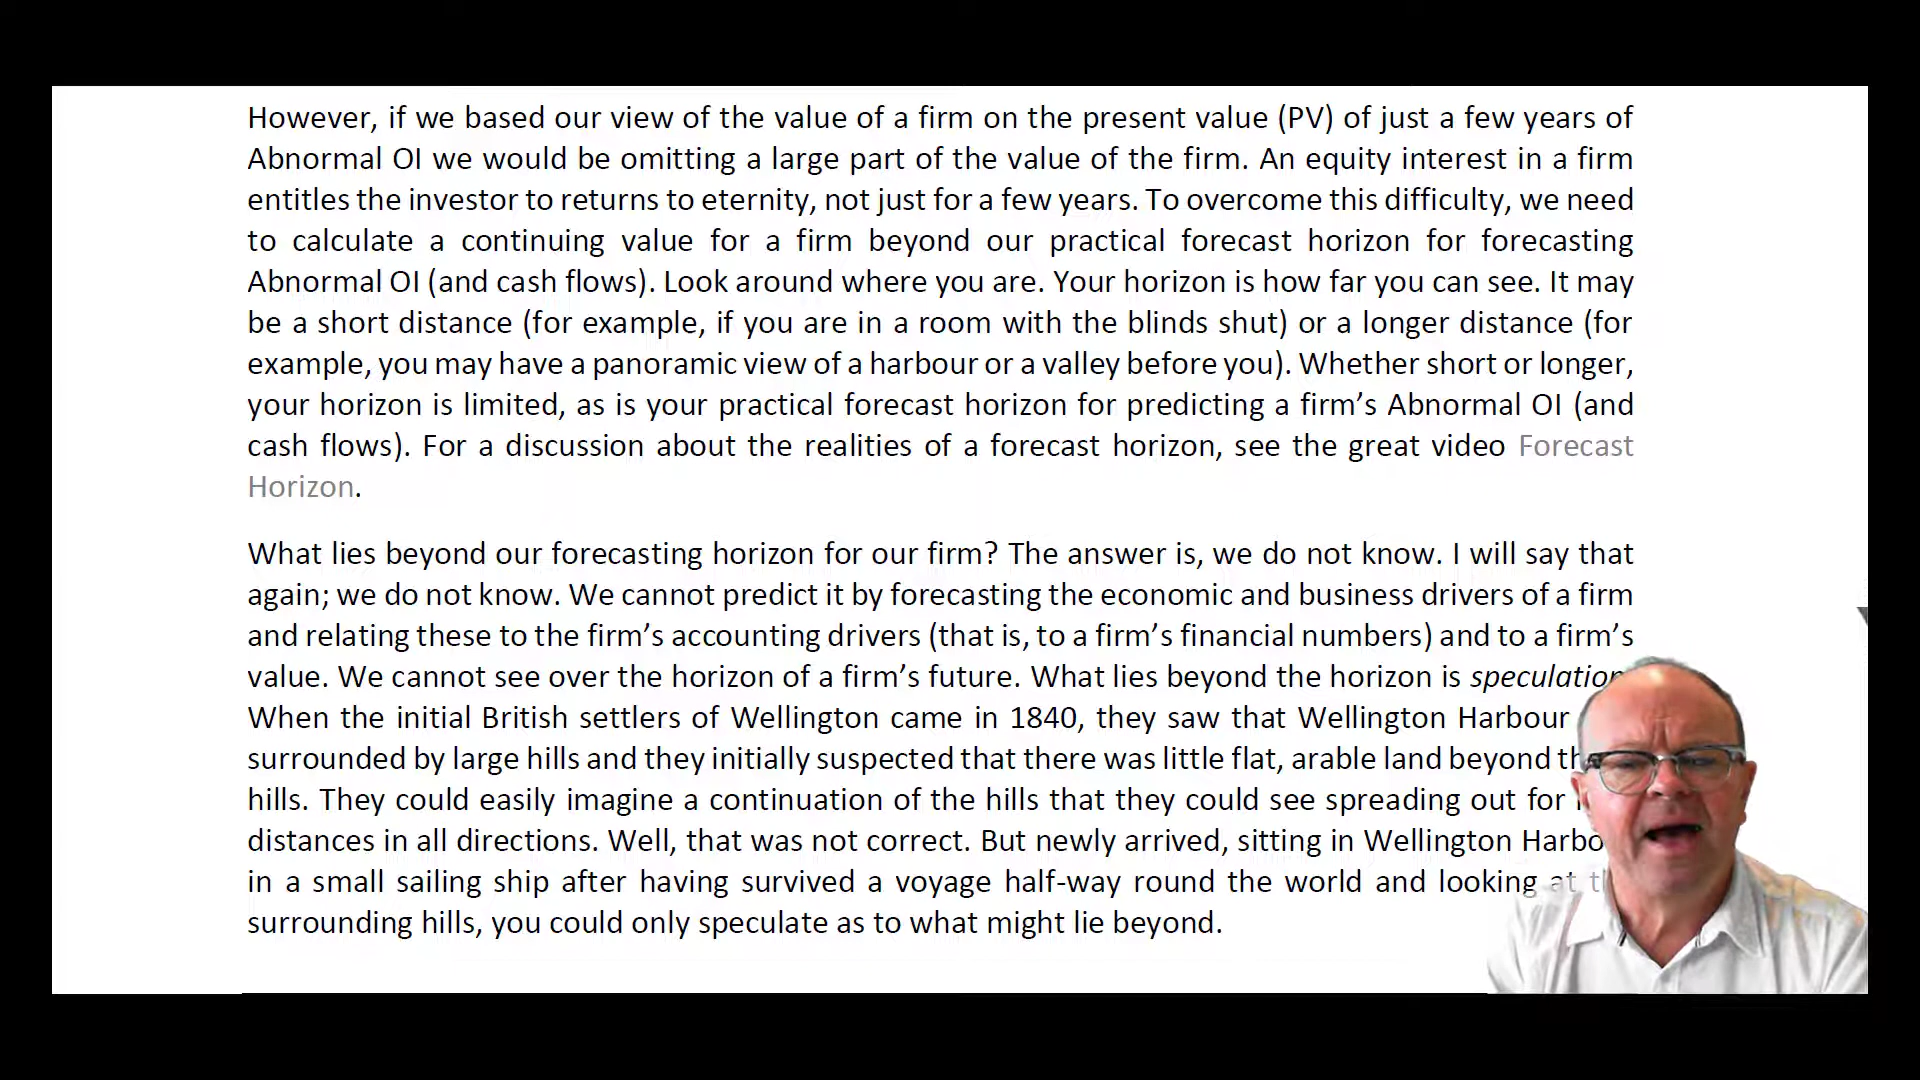 However, if we based our view of the value of a firm on the present value (PV) of just a few years of
Abnormal OI we would be omitting a large part of the value of the firm. An equity interest in a firm
entitles the investor to returns to eternity, not just for a few years. To overcome this difficulty, we need
to calculate a continuing value for a firm beyond our practical forecast horizon for forecasting
Abnormal OI (and cash flows). Look around where you are. Your horizon is how far you can see. It may
be a short distance (for example, if you are in a room with the blinds shut) or a longer distance (for
example, you may have a panoramic view of a harbour or a valley before you). Whether short or longer,
your horizon is limited, as is your practical forecast horizon for predicting a firm’s Abnormal OI (and
cash flows). For a discussion about the realities of a forecast horizon, see the great video Forecast
Horizon.
What lies beyond our forecasting horizon for our firm? The answer is, we do not know. I will say that
again; we do not know. We cannot predict it by forecasting the economic and business drivers of a firm
and relating these to the firm’s accounting drivers (that is, to a firm’s financial numbers) and to a firm’s
value. We cannot see over the horizon of a firm’s future. What lies beyond the horizon is speculation
When the initial British settlers of Wellington came in 1840, they saw that Wellington Harbour
surrounded by large hills and they initially suspected that there was little flat, arable land beyond
hills. They could easily imagine a continuation of the hills that they could see spreading out for
distances in all directions. Well, that was not correct. But newly arrived, sitting in Wellington
in a small sailing ship after having survived a voyage half-way round the world and looking at
surrounding hills, you could only speculate as to what might lie beyond.